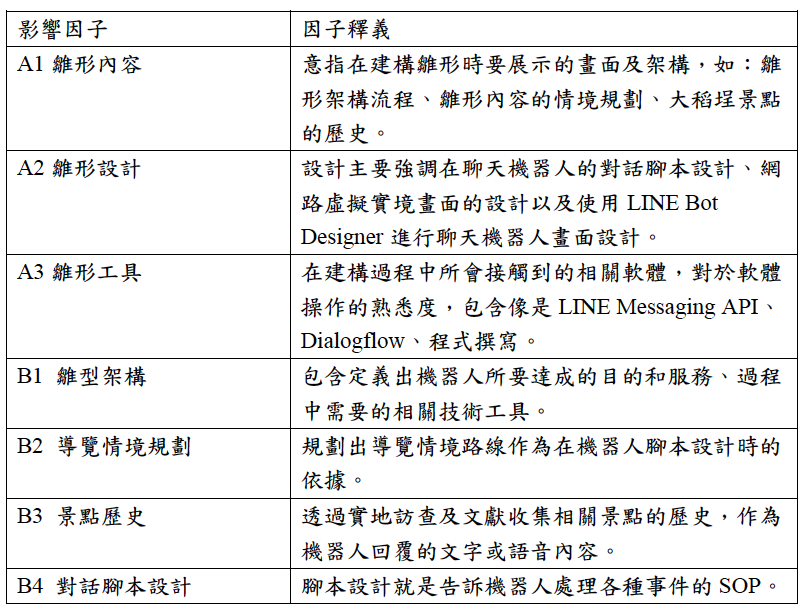 影響因子 因子釋義
A1 雛形內容 意指在建構雛形時要展示的畫面及架構，如：雛
形架構流程、雛形內容的情境規劃、大稻埕景點
的歷史。
A2 雛形設計 設計主要強調在聊天機器人的對話腳本設計、網
路虛擬實境畫面的設計以及使用 LINE Bot
Designer 進行聊天機器人畫面設計。
A3 雛形工具 在建構過程中所會接觸到的相關軟體，對於軟體
操作的熟悉度，包含像是 LINE Messaging API、
Dialogflow、程式撰寫。
B1 雛型架構 包含定義出機器人所要達成的目的和服務、過程
中需要的相關技術工具。
B2 導覽情境規劃 規劃出導覽情境路線作為在機器人腳本設計時的
依據。
B3 景點歷史 透過實地訪查及文獻收集相關景點的歷史，作為
機器人回覆的文字或語音內容。
B4 對話腳本設計 腳本設計就是告訴機器人處理各種事件的 SOP。